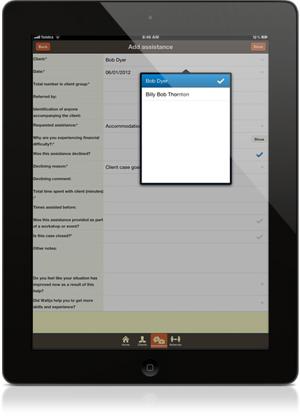 Telstra 8:46 AM
Back Add assistance Save
Client:* Bob Dyer
Date:* 06/01/2012
Bob Dyer
Billy Bob Thornton
Total number in client group:*
Referred by:
Identification of anyone
accompanying the client:
Requested assistance:* Accommodation
Why are you experiencing financial
difficulty?:* Show
Was this assistance declined?
Declining reason:* Client case goal
Declining comment:
Total time spent with client (minutes)
:*
Times assisted before:
Was this assistance provided as part
of a workshop or event?
Is this case closed?*
Other notes:
Do you feel like your situation has
improved now as a result of this
help?
Did Waltja help you to get more
skills and experience?
Home Clients Referrals